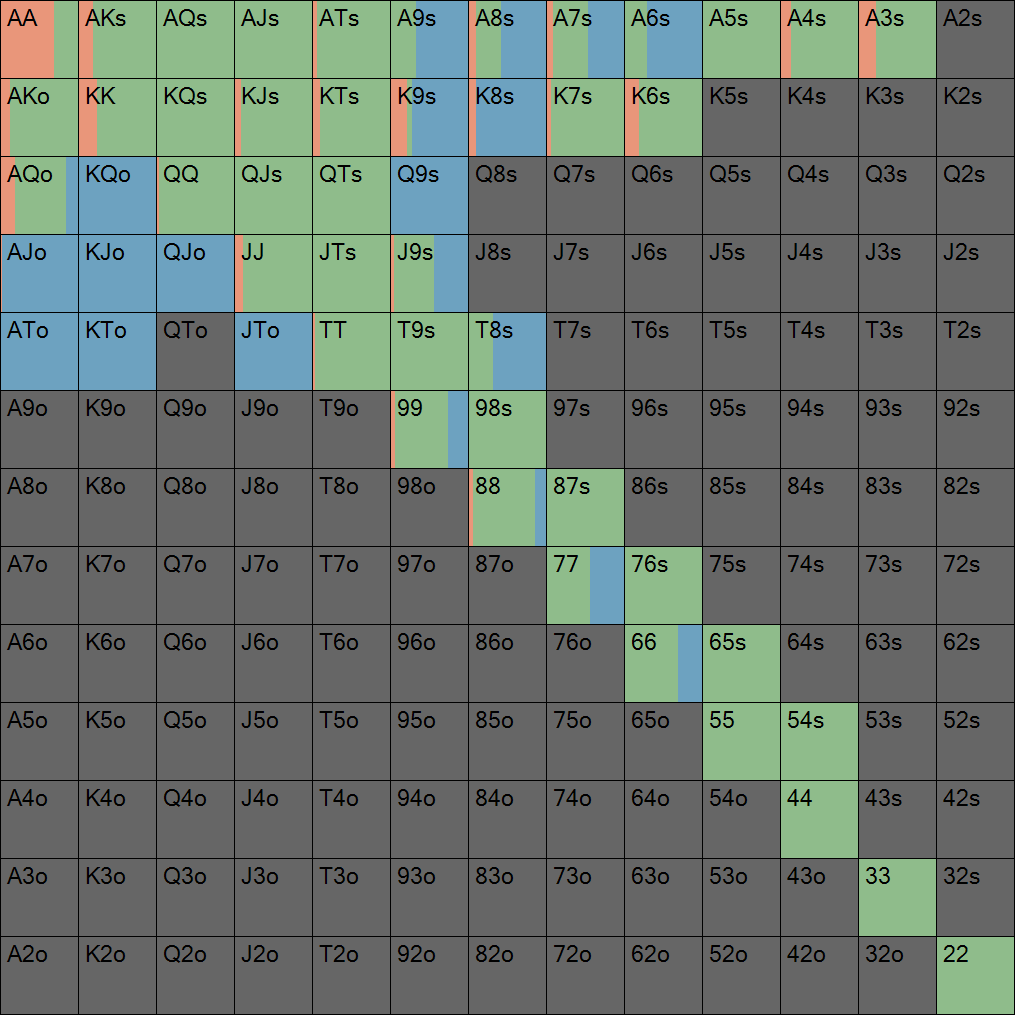 AA AKs AQs AJs ATs A9s A8s A7s A6s A5s A4s A3s A2s
AKo KK KQs KJs KTs K9s K8s K7s K6s K5s K4s K3s K2s
AQo KQo QQ QJs QTs Q9s Q8s Q7s Q6s Q5s Q4s Q3s Q2s
AJo KJo QJo JJ JTs J9s J8s J7s J6s J5s J4s J3s J2s
ATo KTo QTo JTo TT T9s T8s T7s T6s T5s T4s T3s T2s
A9o K9o Q9o J9o T9o 99 98s 97s 96s 95s 94s 93s 92s
A8o K8o Q8o J8o T8o 98o 88 87s 86s 85s 84s 83s 82s
A7o K7o Q7o J7o T7o 97o 87o 77 76s 75s 74s 73s 72s
A6o K6o Q6o J6o T6o 96o 86o 76o 66 65s 64s 63s 62s
A5o K5o Q5o J5o T5o 95o 85o 75o 65o 55 54s 53s 52s
A4o K4o Q4o J4o T4o 94o 84o 74o 64o 54o 44 43s 42s
A3o K3o Q3o J3o T3o 93o 83o 73o 63o 53o 43o 33 32s
A2o K2o Q2o J2o T2o 92o 82o 72o 62o 52o 42o 32o 22